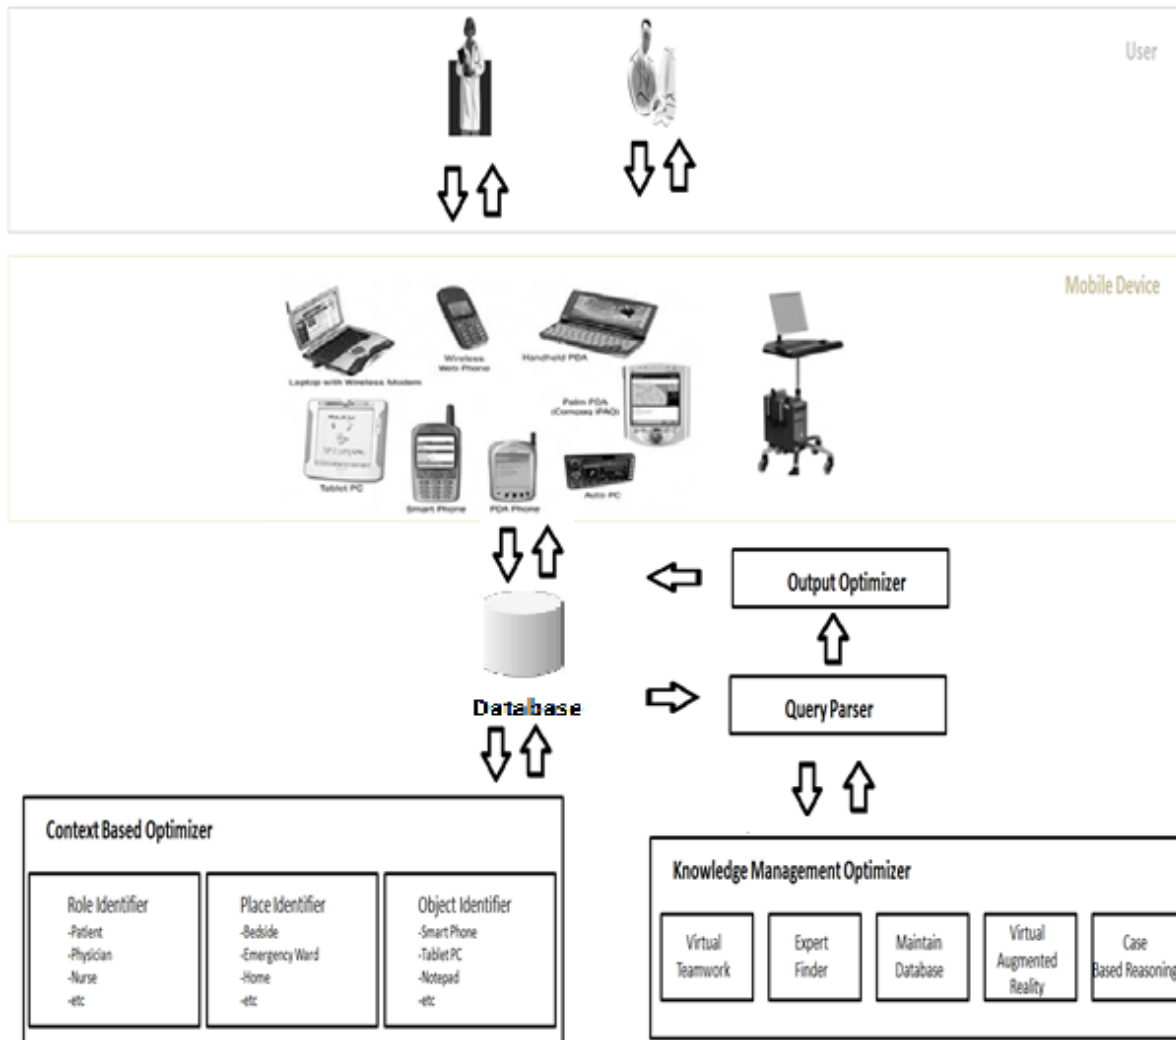 User
Mobile Device
Laptop with Wireless Modem
Wireless
Web Phone
Handheld PDA
Palm PDA
(Compaq iPAQ)
Tablet PC
Smart Phone
PDA Phone
Auto PC
Output Optimizer
Database
Query Parser
Context Based Optimizer
Role Identifier
-Patient
-Physician
-Nurse
-etc
Place Identifier
-Bedside
-Emergency Ward
-Home
-etc
Object Identifier
-Smart Phone
-Tablet PC
-Notepad
-etc
Knowledge Management Optimizer
Virtual
Teamwork
Expert
Finder
Maintain
Database
Virtual
Augmented
Reality
Case
Based Reasoning